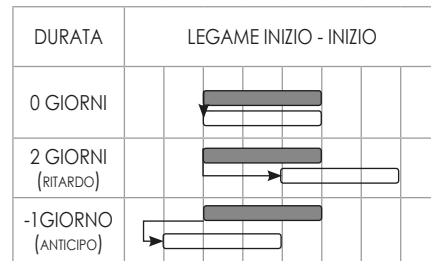 DURATA
LEGAME INIZIO - INIZIO
0 GIORNI
2 GIORNI
(RITARDO)
-1GIORNO
(ANTICIPO)